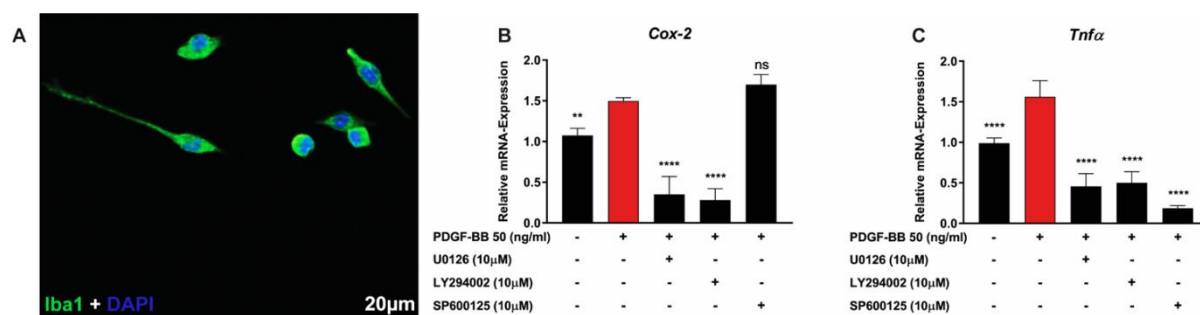 A
Iba1 + DAPI
20μm
B
Cox-2
Relative mRNA-Expression
2.0
1.5
1.0
0.5
0.0
**
****
****
ns
PDGF-BB 50 (ng/ml) - + + + +
U0126 (10μM) - - + - -
LY294002 (10μM) - - - + -
SP600125 (10μM) - - - - +
C
Tnfα
Relative mRNA-Expression
2.0
1.5
1.0
0.5
0.0
****
****
****
****
PDGF-BB 50 (ng/ml) - + + + +
U0126 (10μM) - - + - -
LY294002 (10μM) - - - + -
SP600125 (10μM) - - - - +